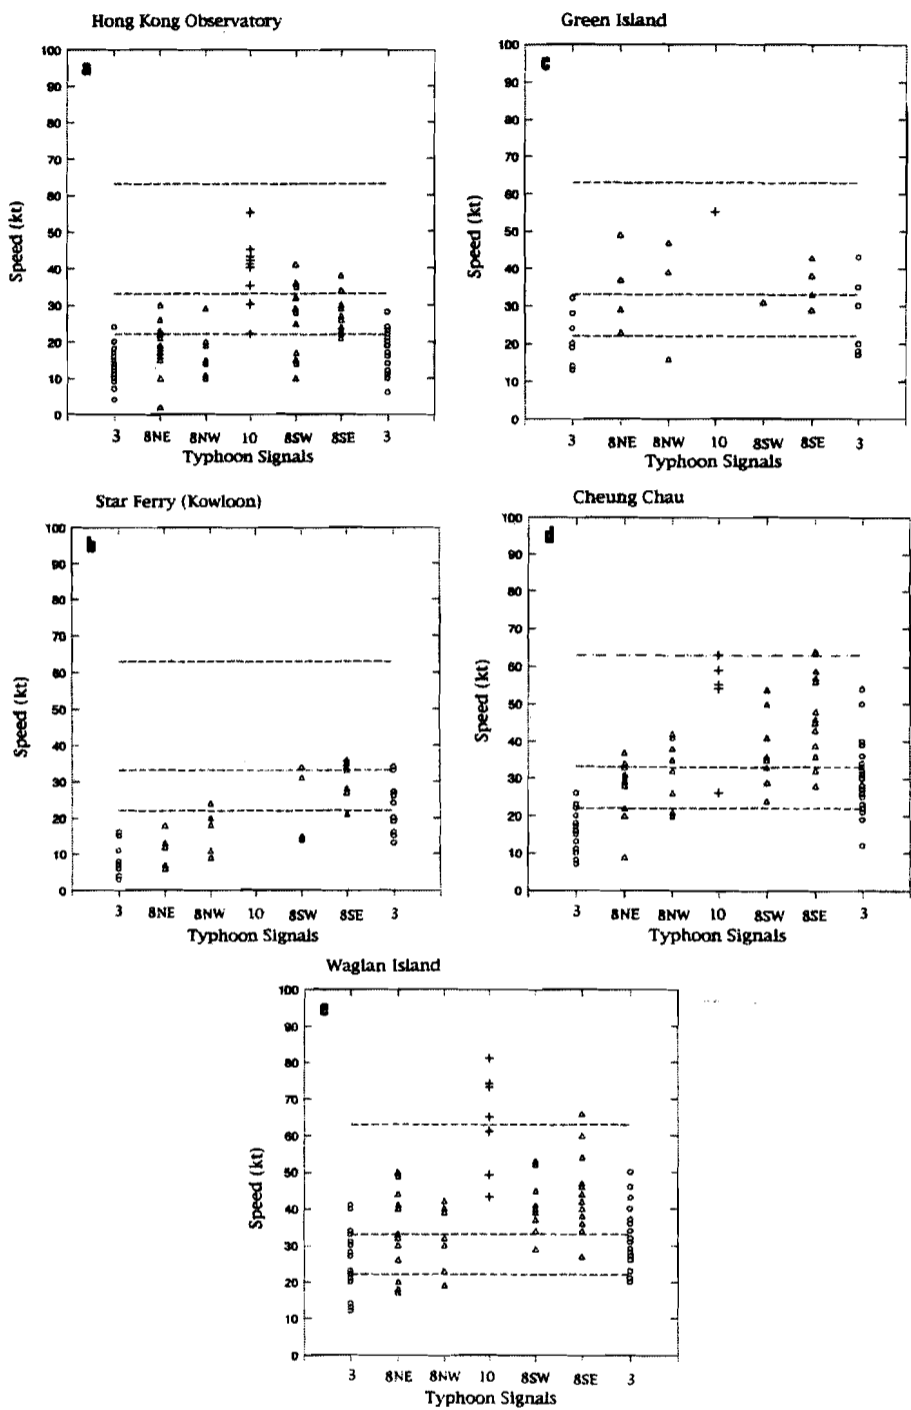 Hong Kong Observatory
a
100
90
80
70
60
50
40
30
20
10
0
Speed (kt)
3 8NE 8NW 10 8SW 8SE 3
Typhoon Signals
Green Island
c
100
90
80
70
60
50
40
30
20
10
0
Speed (kt)
3 8NE 8NW 10 8SW 8SE 3
Typhoon Signals
Star Ferry (Kowloon)
b
100
90
80
70
60
50
40
30
20
10
0
Speed (kt)
3 8NE 8NW 10 8SW 8SE 3
Typhoon Signals
Cheung Chau
d
100
90
80
70
60
50
40
30
20
10
0
Speed (kt)
3 8NE 8NW 10 8SW 8SE 3
Typhoon Signals
Waglan Island
e
100
90
80
70
60
50
40
30
20
10
0
Speed (kt)
3 8NE 8NW 10 8SW 8SE 3
Typhoon Signals